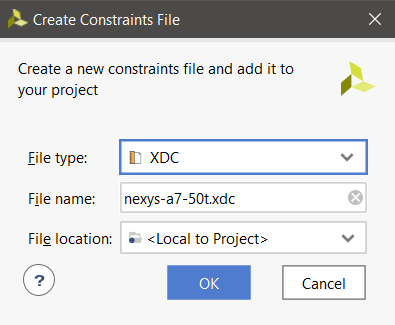 Create Constraints File
Create a new constraints file and add it to
your project
File type: XDC
File name: nexys-a7-50t.xdc
File location: <Local to Project>
? OK Cancel